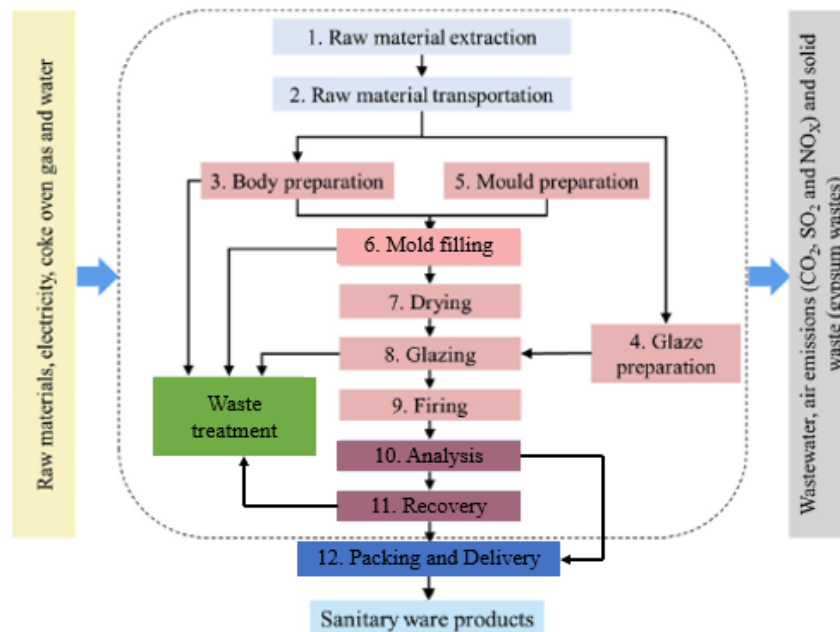 Raw materials, electricity, coke oven gas and water
1. Raw material extraction
2. Raw material transportation
3. Body preparation
5. Mould preparation
6. Mold filling
7. Drying
8. Glazing
4. Glaze
preparation
9. Firing
Waste
treatment
10. Analysis
11. Recovery
12. Packing and Delivery
Sanitary ware products
Wastewater, air emissions (CO₂, SO₂ and NOₓ) and solid
waste (gypsum wastes)